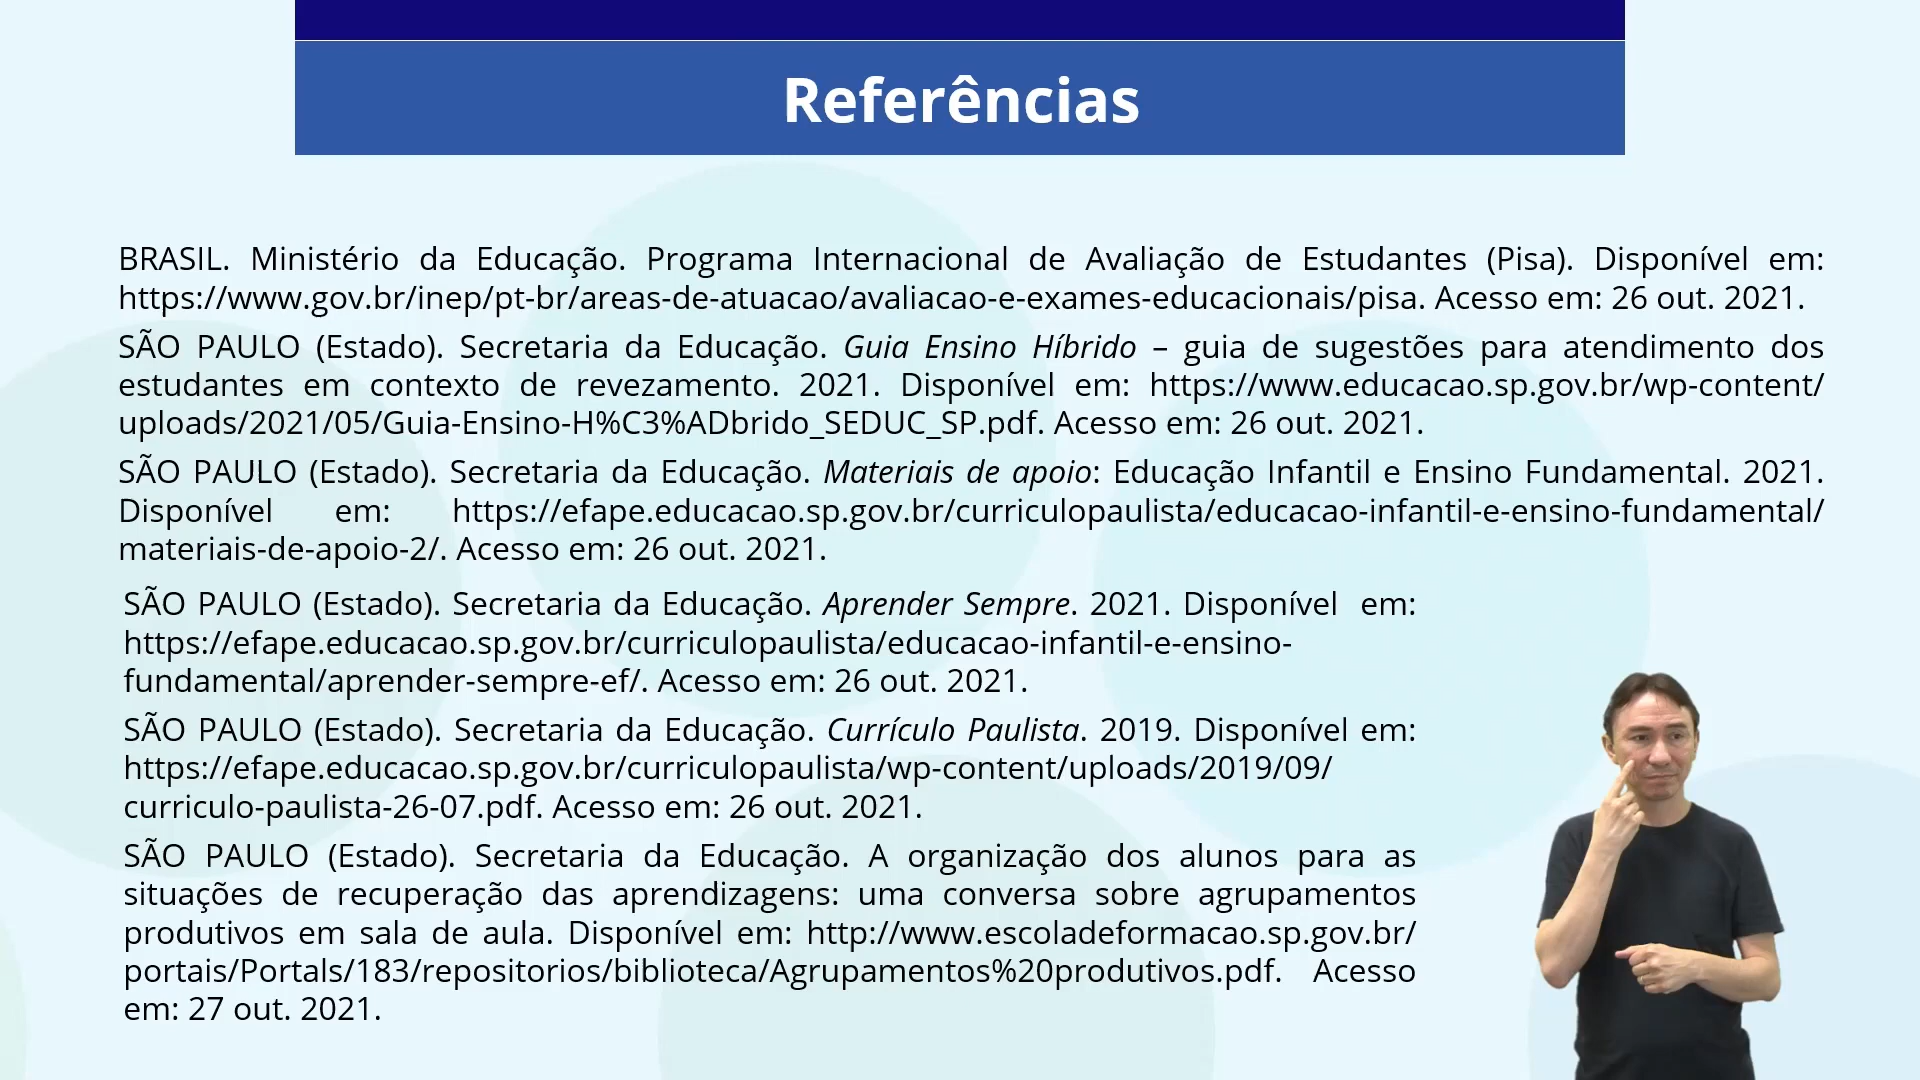 Referências
BRASIL. Ministério da Educação. Programa Internacional de Avaliação de Estudantes (Pisa). Disponível em:
https://www.gov.br/inep/pt-br/areas-de-atuacao/avaliacao-e-exames-educacionais/pisa. Acesso em: 26 out. 2021.
SÃO PAULO (Estado). Secretaria da Educação. Guia Ensino Híbrido – guia de sugestões para atendimento dos
estudantes em contexto de revezamento. 2021. Disponível em: https://www.educacao.sp.gov.br/wp-content/
uploads/2021/05/Guia-Ensino-H%C3%ADbrido_SEDUC_SP.pdf. Acesso em: 26 out. 2021.
SÃO PAULO (Estado). Secretaria da Educação. Materiais de apoio: Educação Infantil e Ensino Fundamental. 2021.
Disponível em: https://efape.educacao.sp.gov.br/curriculopaulista/educacao-infantil-e-ensino-fundamental/
materiais-de-apoio-2/. Acesso em: 26 out. 2021.
SÃO PAULO (Estado). Secretaria da Educação. Aprender Sempre. 2021. Disponível em:
https://efape.educacao.sp.gov.br/curriculopaulista/educacao-infantil-e-ensino-
fundamental/aprender-sempre-ef/. Acesso em: 26 out. 2021.
SÃO PAULO (Estado). Secretaria da Educação. Currículo Paulista. 2019. Disponível em:
https://efape.educacao.sp.gov.br/curriculopaulista/wp-content/uploads/2019/09/
curriculo-paulista-26-07.pdf. Acesso em: 26 out. 2021.
SÃO PAULO (Estado). Secretaria da Educação. A organização dos alunos para as
situações de recuperação das aprendizagens: uma conversa sobre agrupamentos
produtivos em sala de aula. Disponível em: http://www.escoladeformacao.sp.gov.br/
portais/Portals/183/repositorios/biblioteca/Agrupamentos%20produtivos.pdf. Acesso
em: 27 out. 2021.